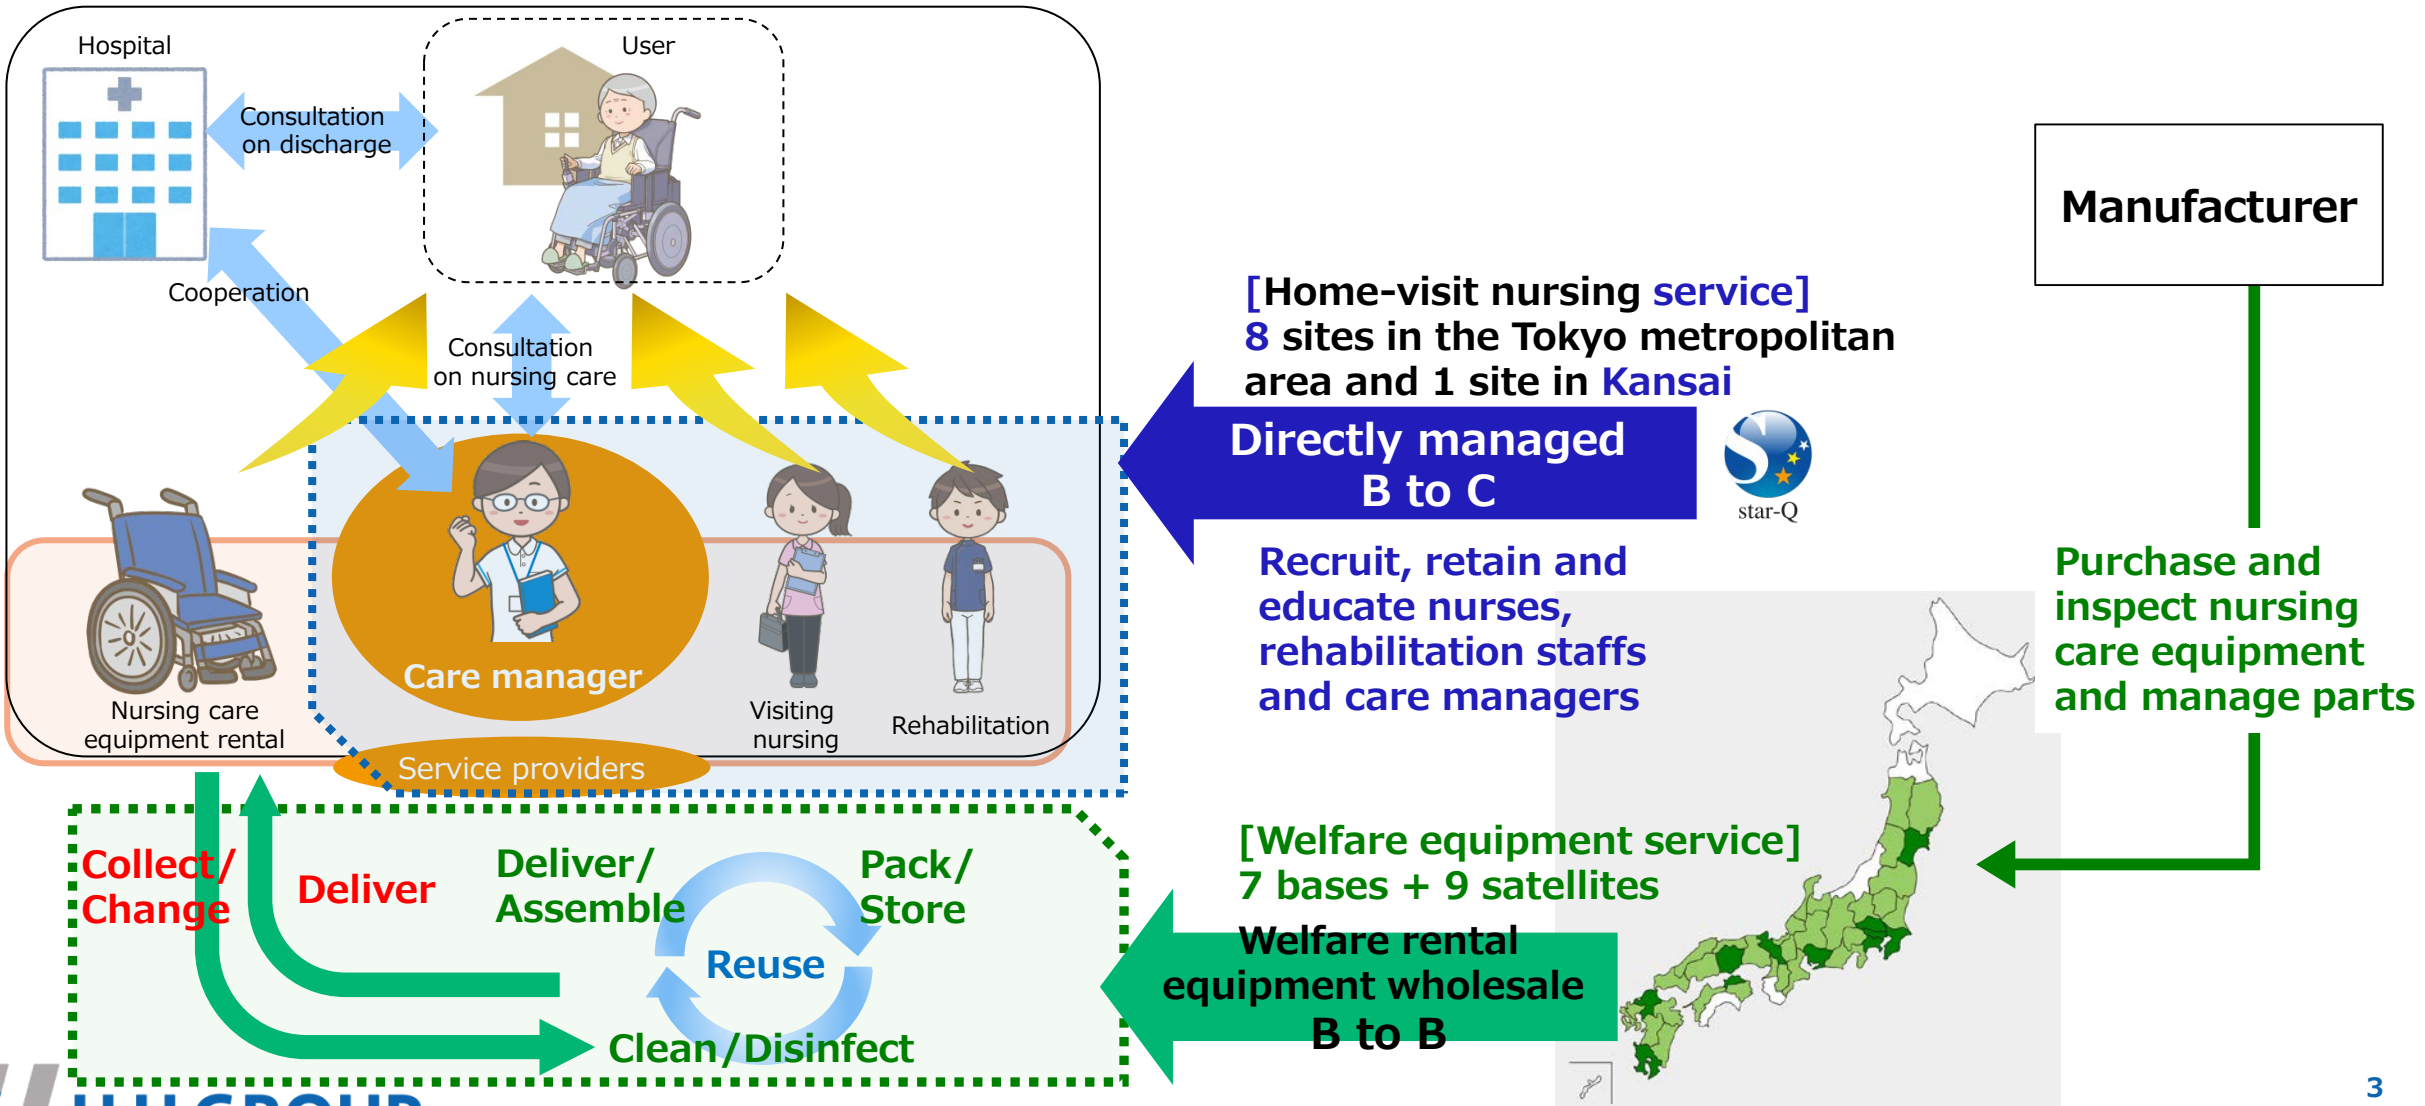 Hospital
User
Consultation
on discharge
Cooperation
Consultation
on nursing care
Care manager
Nursing care
equipment rental
Visiting
nursing
Rehabilitation
Service providers
[Home-visit nursing service]
8 sites in the Tokyo metropolitan
area and 1 site in Kansai
Directly managed
B to C
star-Q
Recruit, retain and
educate nurses,
rehabilitation staffs
and care managers
Manufacturer
Purchase and
inspect nursing
care equipment
and manage parts
Collect/
Change
Deliver
Deliver/
Assemble
Pack/
Store
Reuse
Clean/Disinfect
[Welfare equipment service]
7 bases + 9 satellites
Welfare rental
equipment wholesale
B to B
GROUP
3